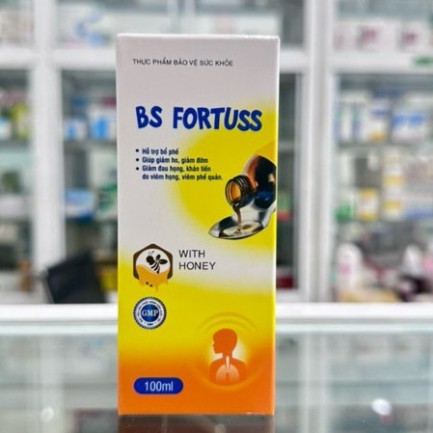 THỰC PHẨM BẢO VỆ SỨC KHỎE
BS FORTUSS
• Hỗ trợ bổ phế
• Giúp giảm ho, giảm đờm
• Giảm đau họng, khản tiếng
do viêm họng, viêm phế quản.
WITH
HONEY
GMP
100ml